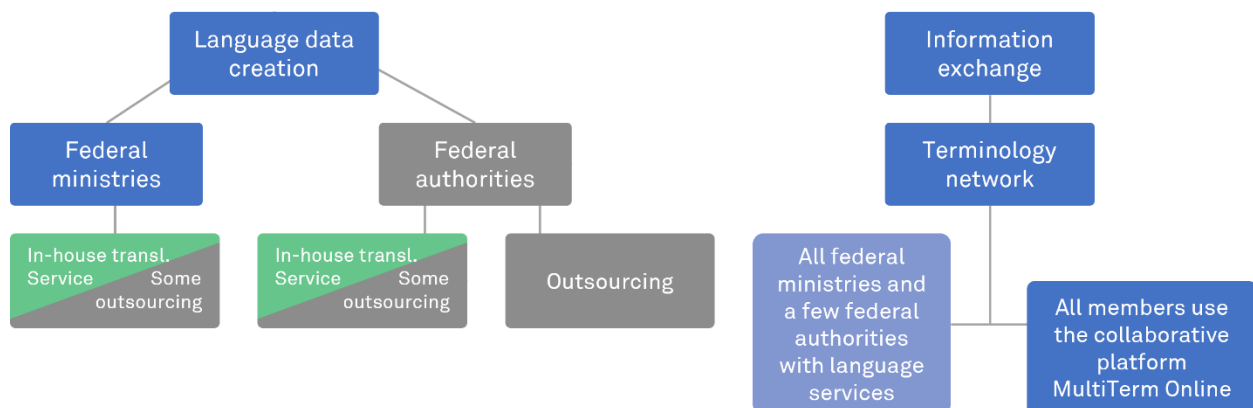 Language data
creation
Information
exchange
Federal
ministries
Federal
authorities
Terminology
network
In-house transl.
Service Some
outsourcing
In-house transl.
Service Some
outsourcing
Outsourcing
All federal
ministries and
a few federal
authorities
with language
services
All members use
the collaborative
platform
MultiTerm Online